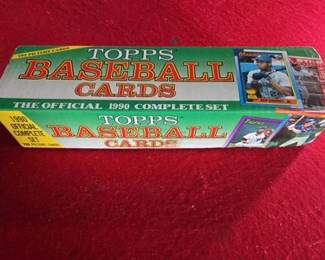 TOPPS
BASEBALL
CARDS
THE OFFICIAL 1990 COMPLETE SET
1990
OFFICIAL
COMPLETE
SET
TOPPS
BASEBALL
CARDS